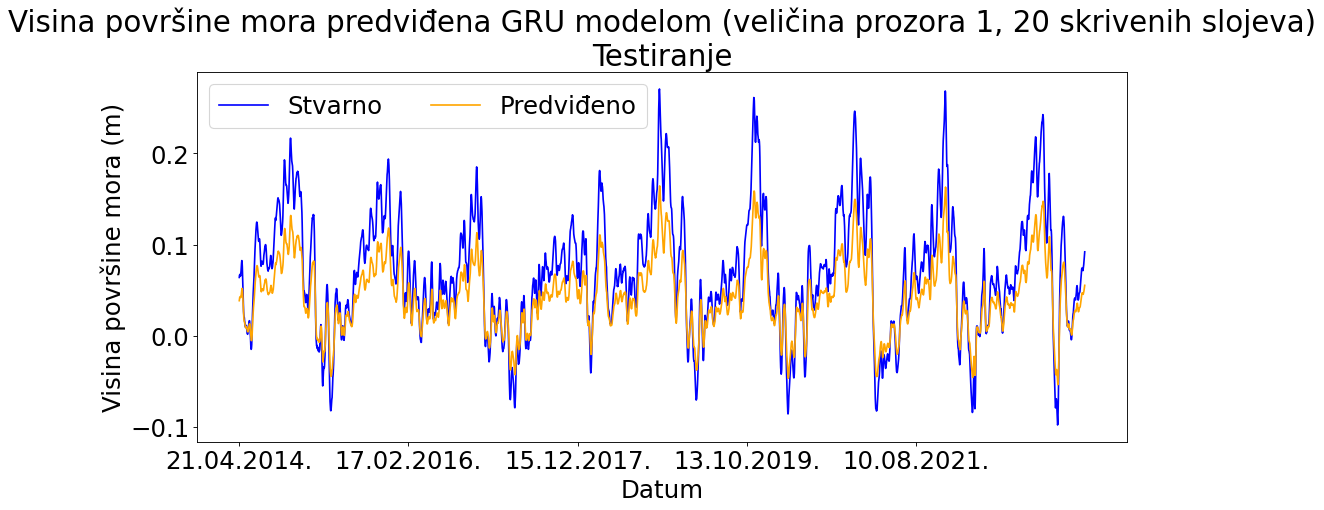 Visina površine mora predviđena GRU modelom (veličina prozora 1, 20 skrivenih slojeva)
Testiranje
Stvarno
Predviđeno
Visina površine mora (m)
0.2
0.1
0.0
−0.1
21.04.2014.
17.02.2016.
15.12.2017.
13.10.2019.
10.08.2021.
Datum